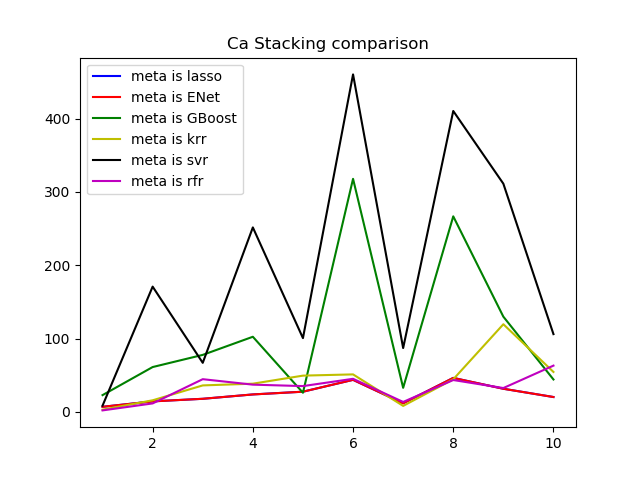 Ca Stacking comparison
meta is lasso
meta is ENet
meta is GBoost
meta is krr
meta is svr
meta is rfr
400
300
200
100
0
2 4 6 8 10